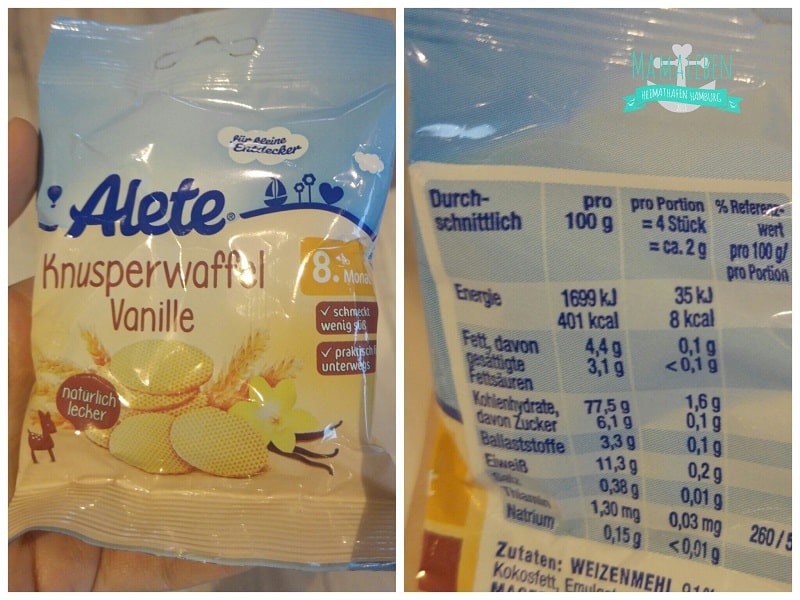 für kleine
Entdecker
Alete®
Knusperwaffel
Vanille
8. Monat
✓ schmeckt
wenig süß
✓ praktisch
unterwegs
natürlich
lecker
MAMALEBEN
HEIMATHAFEN HAMBURG
Durch-
schnittlich
pro
100 g
pro Portion
= 4 Stück
= ca. 2 g
% Referenz-
wert
pro 100 g/
pro Portion
Energie 1699 kJ 35 kJ
401 kcal 8 kcal
Fett, davon 4,4 g 0,1 g
gesättigte 3,1 g <0,1 g
Fettsäuren
Kohlenhydrate, 77,5 g 1,6 g
davon Zucker 6,1 g 0,1 g
Ballaststoffe 3,3 g 0,1 g
Eiweiß 11,3 g 0,2 g
Salz 0,38 g 0,01 g
Thiamin 1,30 mg 0,03 mg 260/5
Natrium 0,15 g <0,01 g
Zutaten: WEIZENMEHL
Kokosfett,